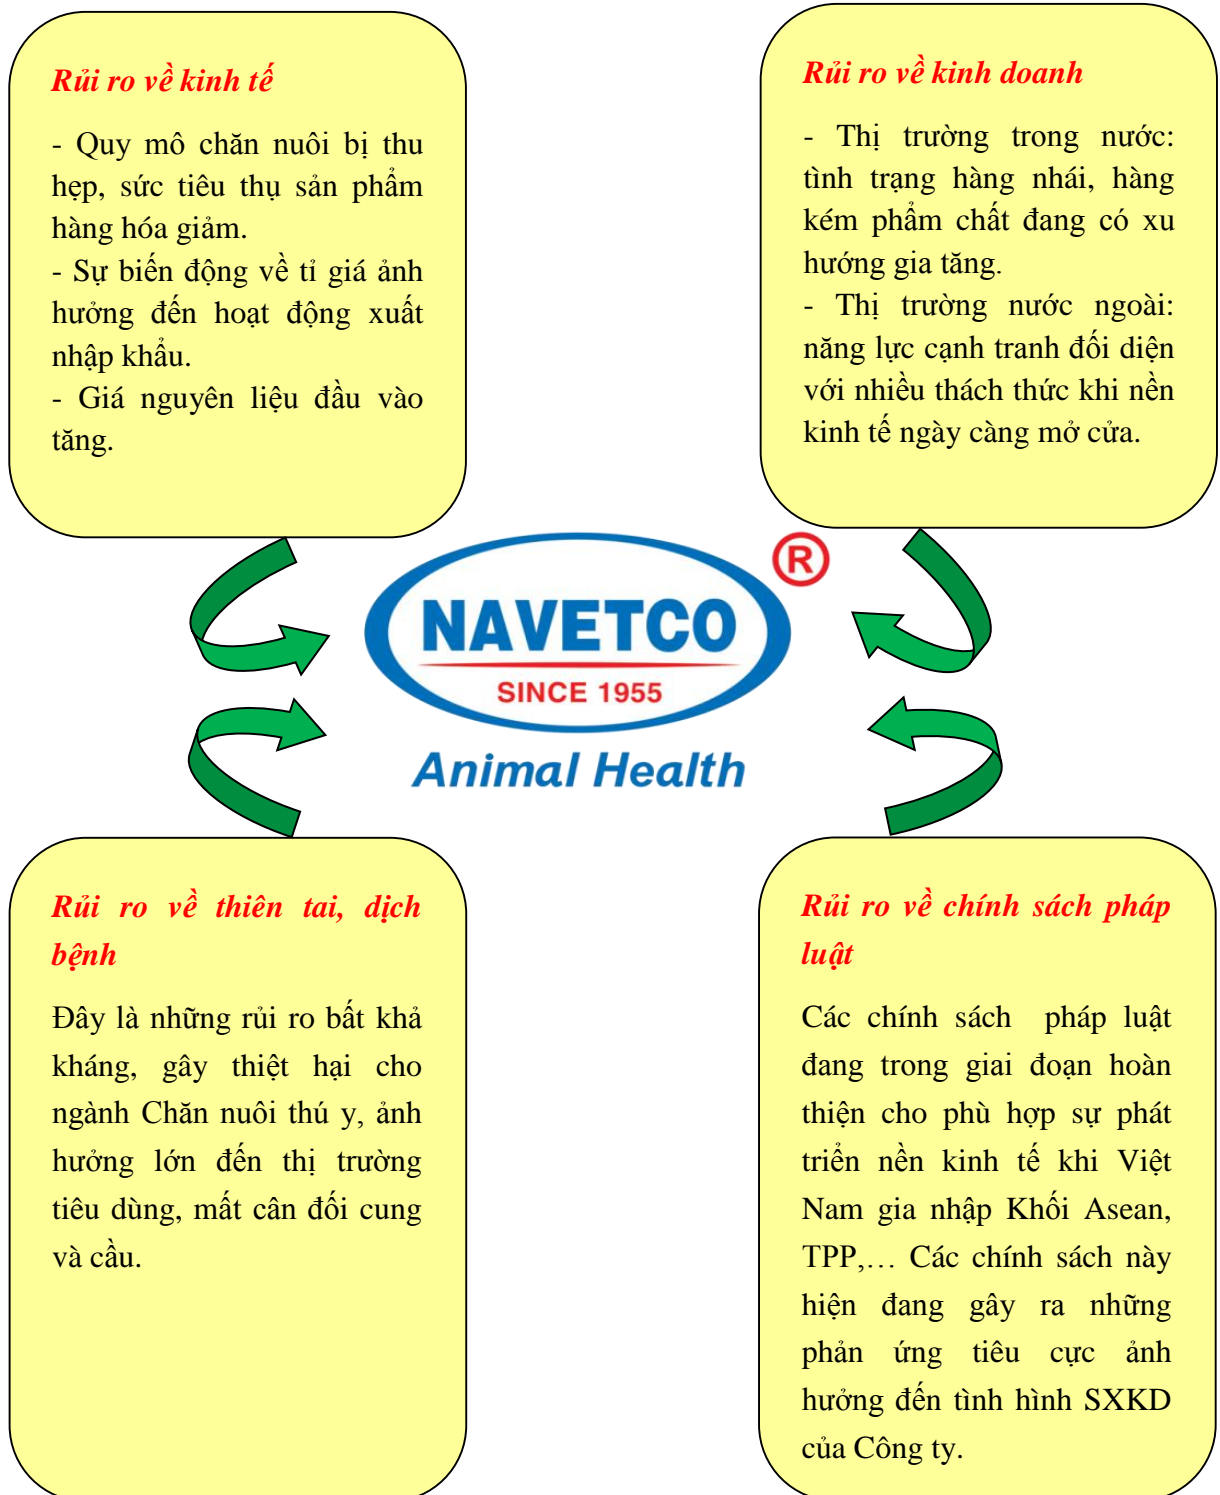 Rủi ro về kinh tế
- Quy mô chăn nuôi bị thu
hẹp, sức tiêu thụ sản phẩm
hàng hóa giảm.
- Sự biến động về tỉ giá ảnh
hưởng đến hoạt động xuất
nhập khẩu.
- Giá nguyên liệu đầu vào
tăng.
Rủi ro về kinh doanh
- Thị trường trong nước:
tình trạng hàng nhái, hàng
kém phẩm chất đang có xu
hướng gia tăng.
- Thị trường nước ngoài:
năng lực cạnh tranh đối diện
với nhiều thách thức khi nền
kinh tế ngày càng mở cửa.
®
NAVETCO
SINCE 1955
Animal Health
Rủi ro về thiên tai, dịch
bệnh
Đây là những rủi ro bất khả
kháng, gây thiệt hại cho
ngành Chăn nuôi thú y, ảnh
hưởng lớn đến thị trường
tiêu dùng, mất cân đối cung
và cầu.
Rủi ro về chính sách pháp
luật
Các chính sách pháp luật
đang trong giai đoạn hoàn
thiện cho phù hợp sự phát
triển nền kinh tế khi Việt
Nam gia nhập Khối Asean,
TPP,… Các chính sách này
hiện đang gây ra những
phản ứng tiêu cực ảnh
hưởng đến tình hình SXKD
của Công ty.